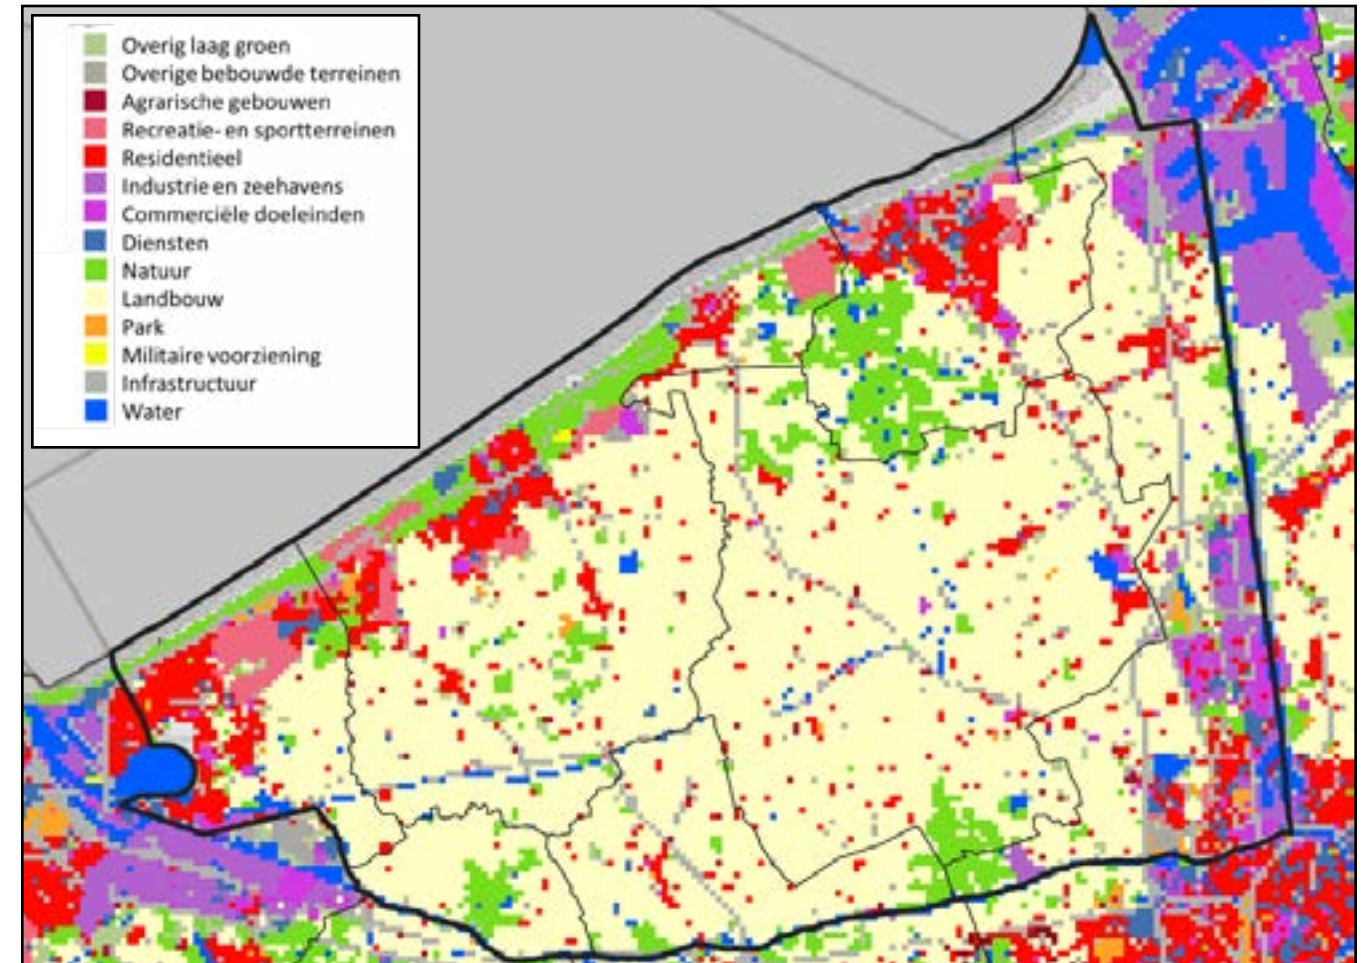 Overig laag groen
Overige bebouwde terreinen
Agrarische gebouwen
Recreatie- en sportterreinen
Residentieel
Industrie en zeehavens
Commerciële doeleinden
Diensten
Natuur
Landbouw
Park
Militaire voorziening
Infrastructuur
Water